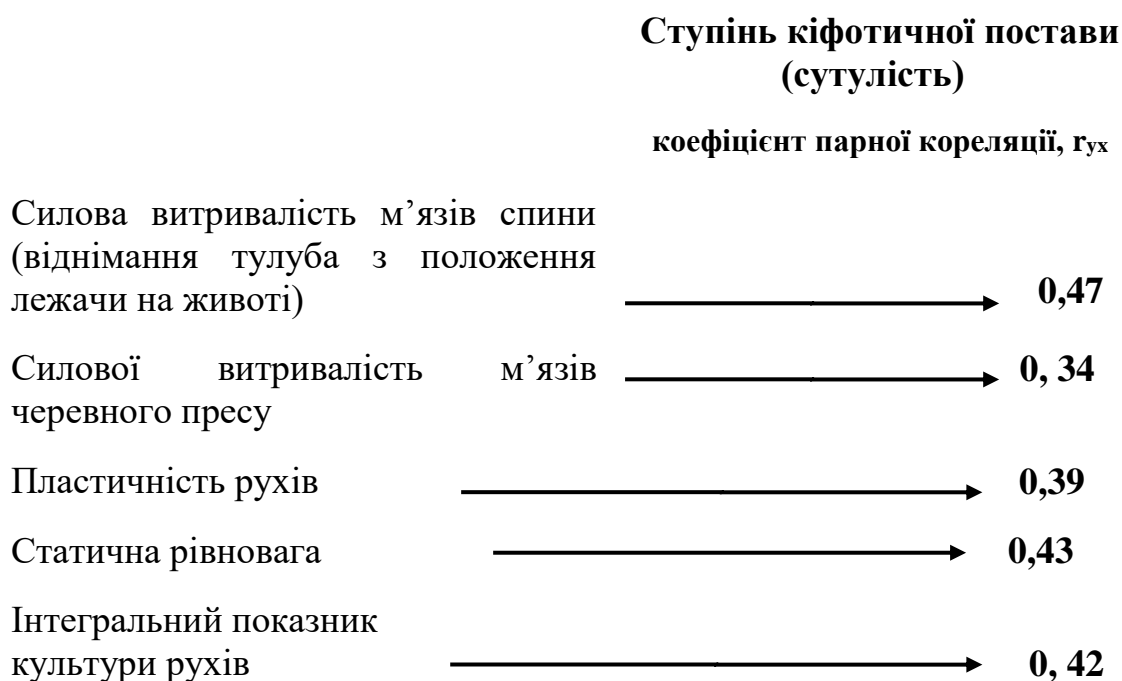 Ступінь кіфотичної постави
(сутулість)
коефіцієнт парної кореляції, rух
Силова витривалість м’язів спини
(віднімання тулуба з положення
лежачи на животі)
0,47
Силової витривалість м’язів
0, 34
черевного пресу
Пластичність рухів 0,39
Статична рівновага 0,43
Інтегральний показник
культури рухів 0, 42